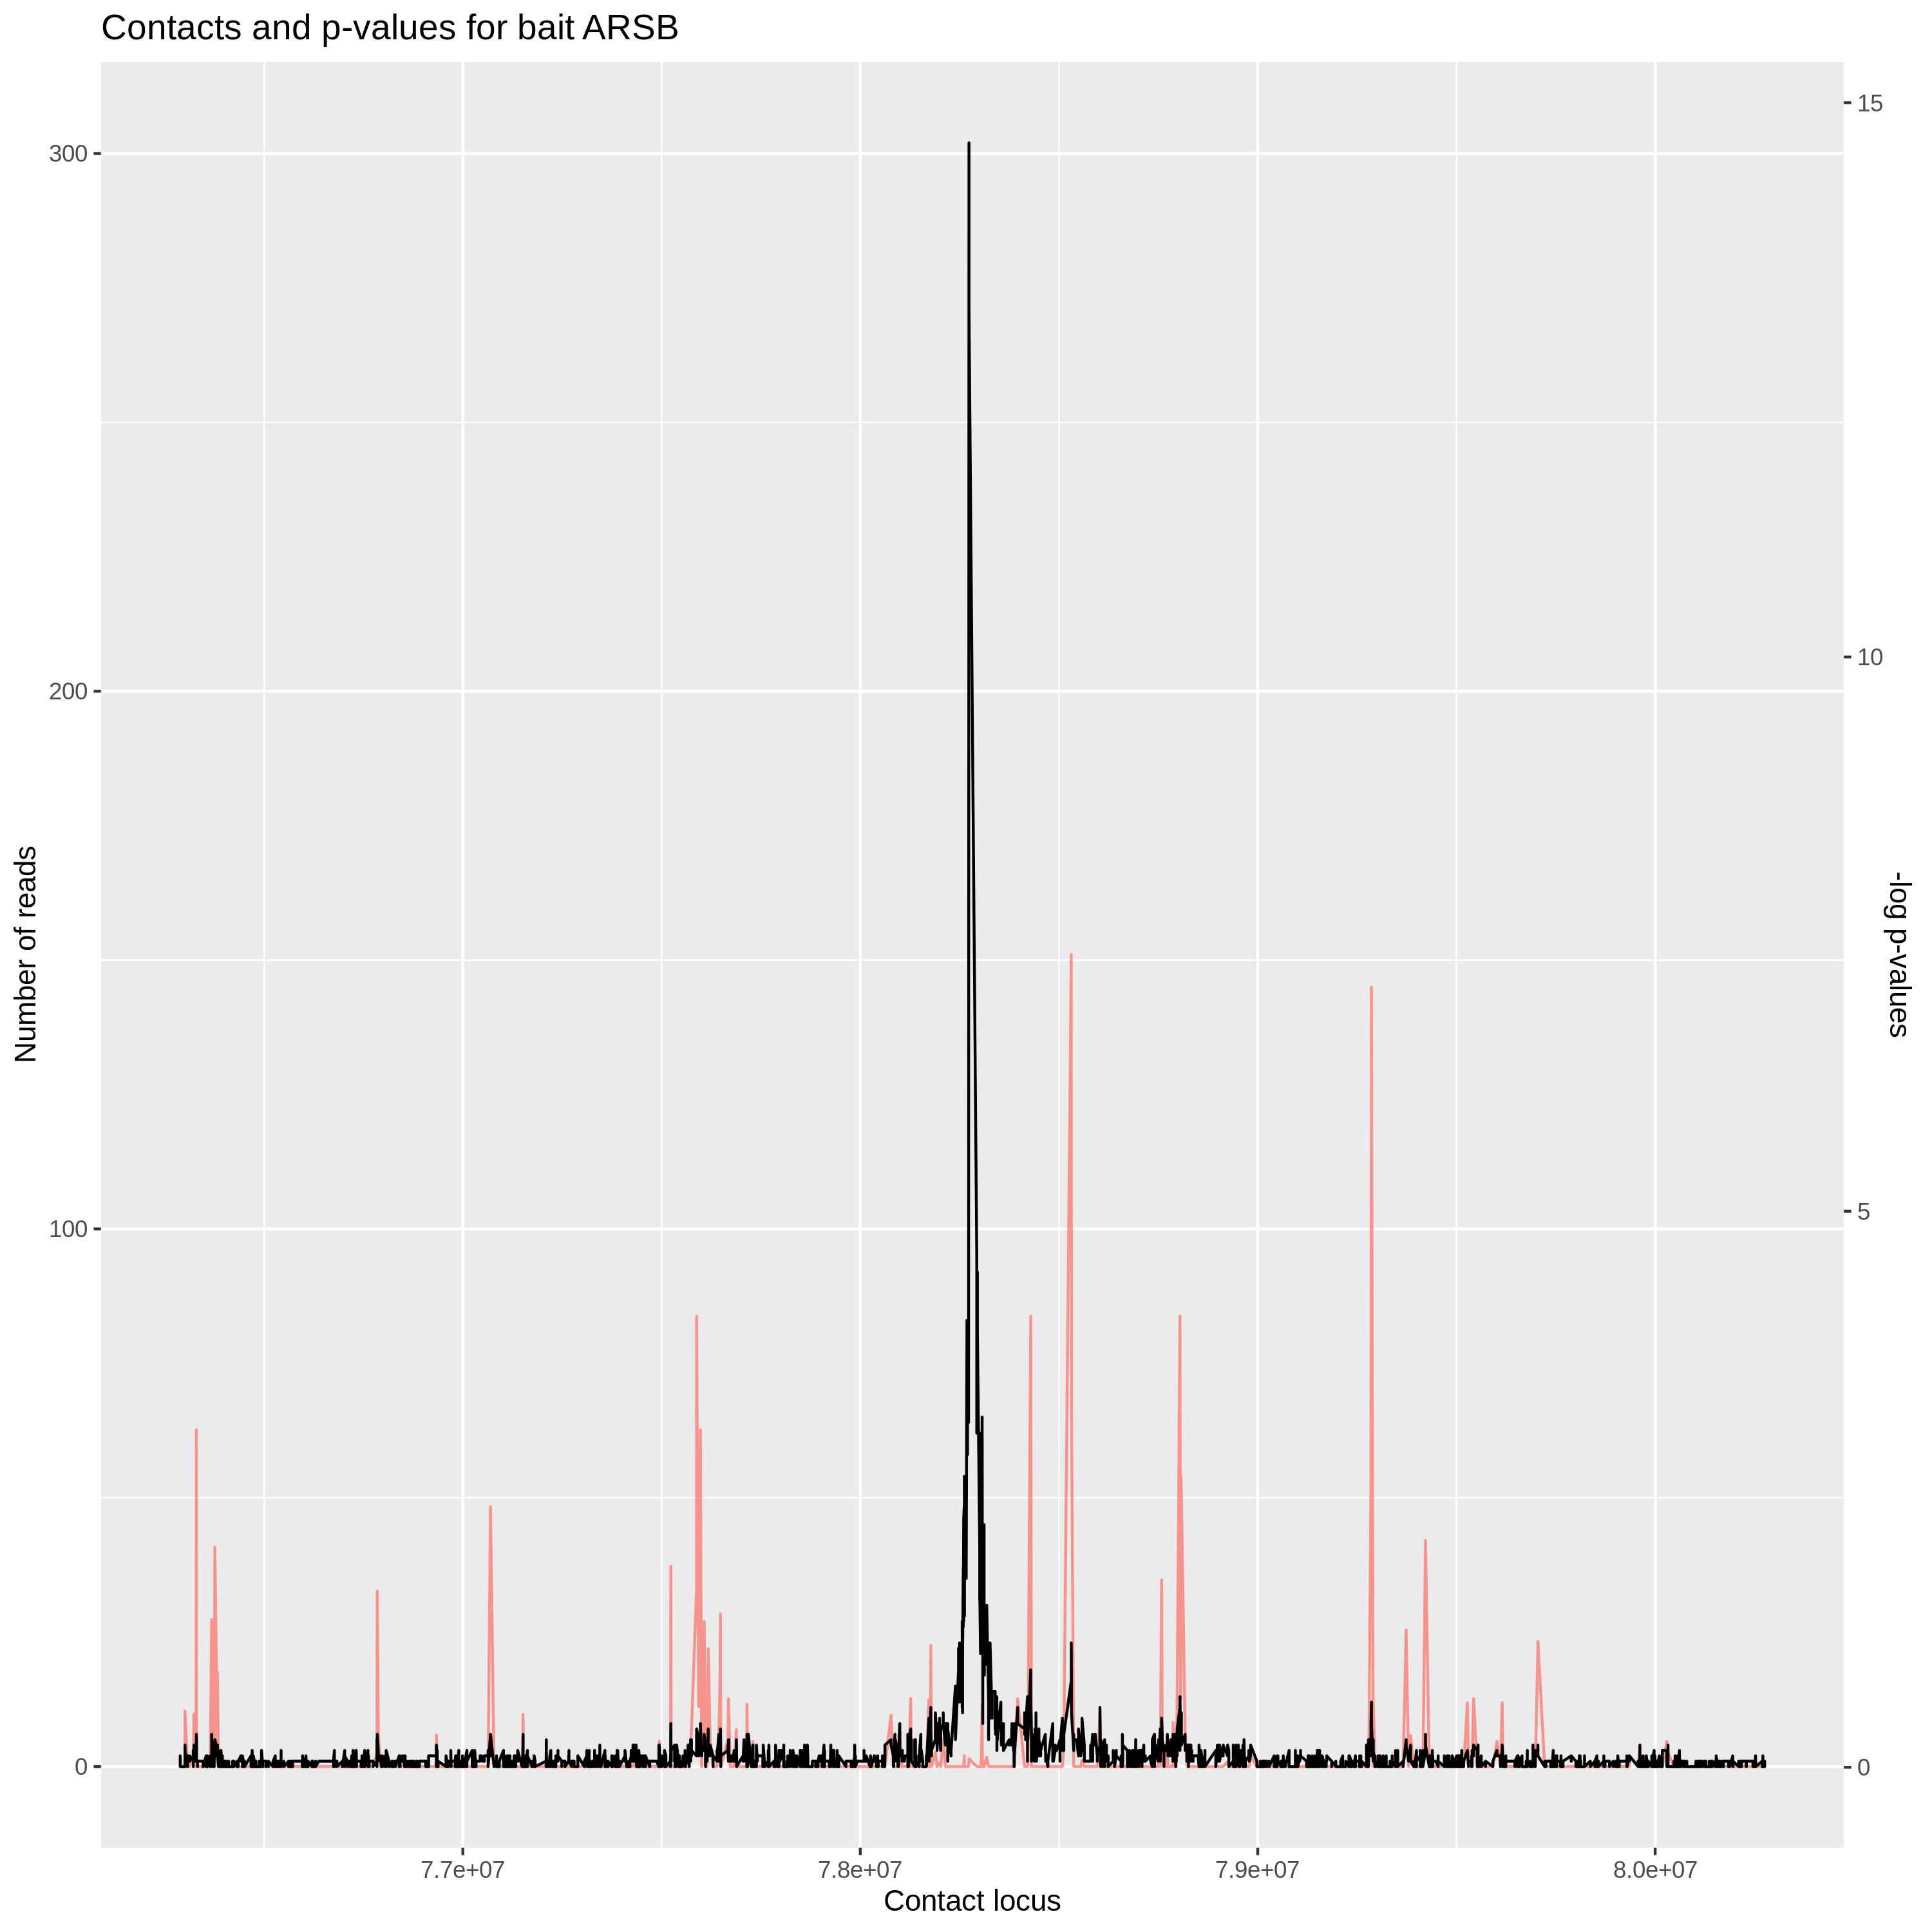 Contacts and p-values for bait ARSB
300
200
100
0
15
10
5
0
Number of reads
-log p-values
7.7e+07 7.8e+07 7.9e+07 8.0e+07
Contact locus